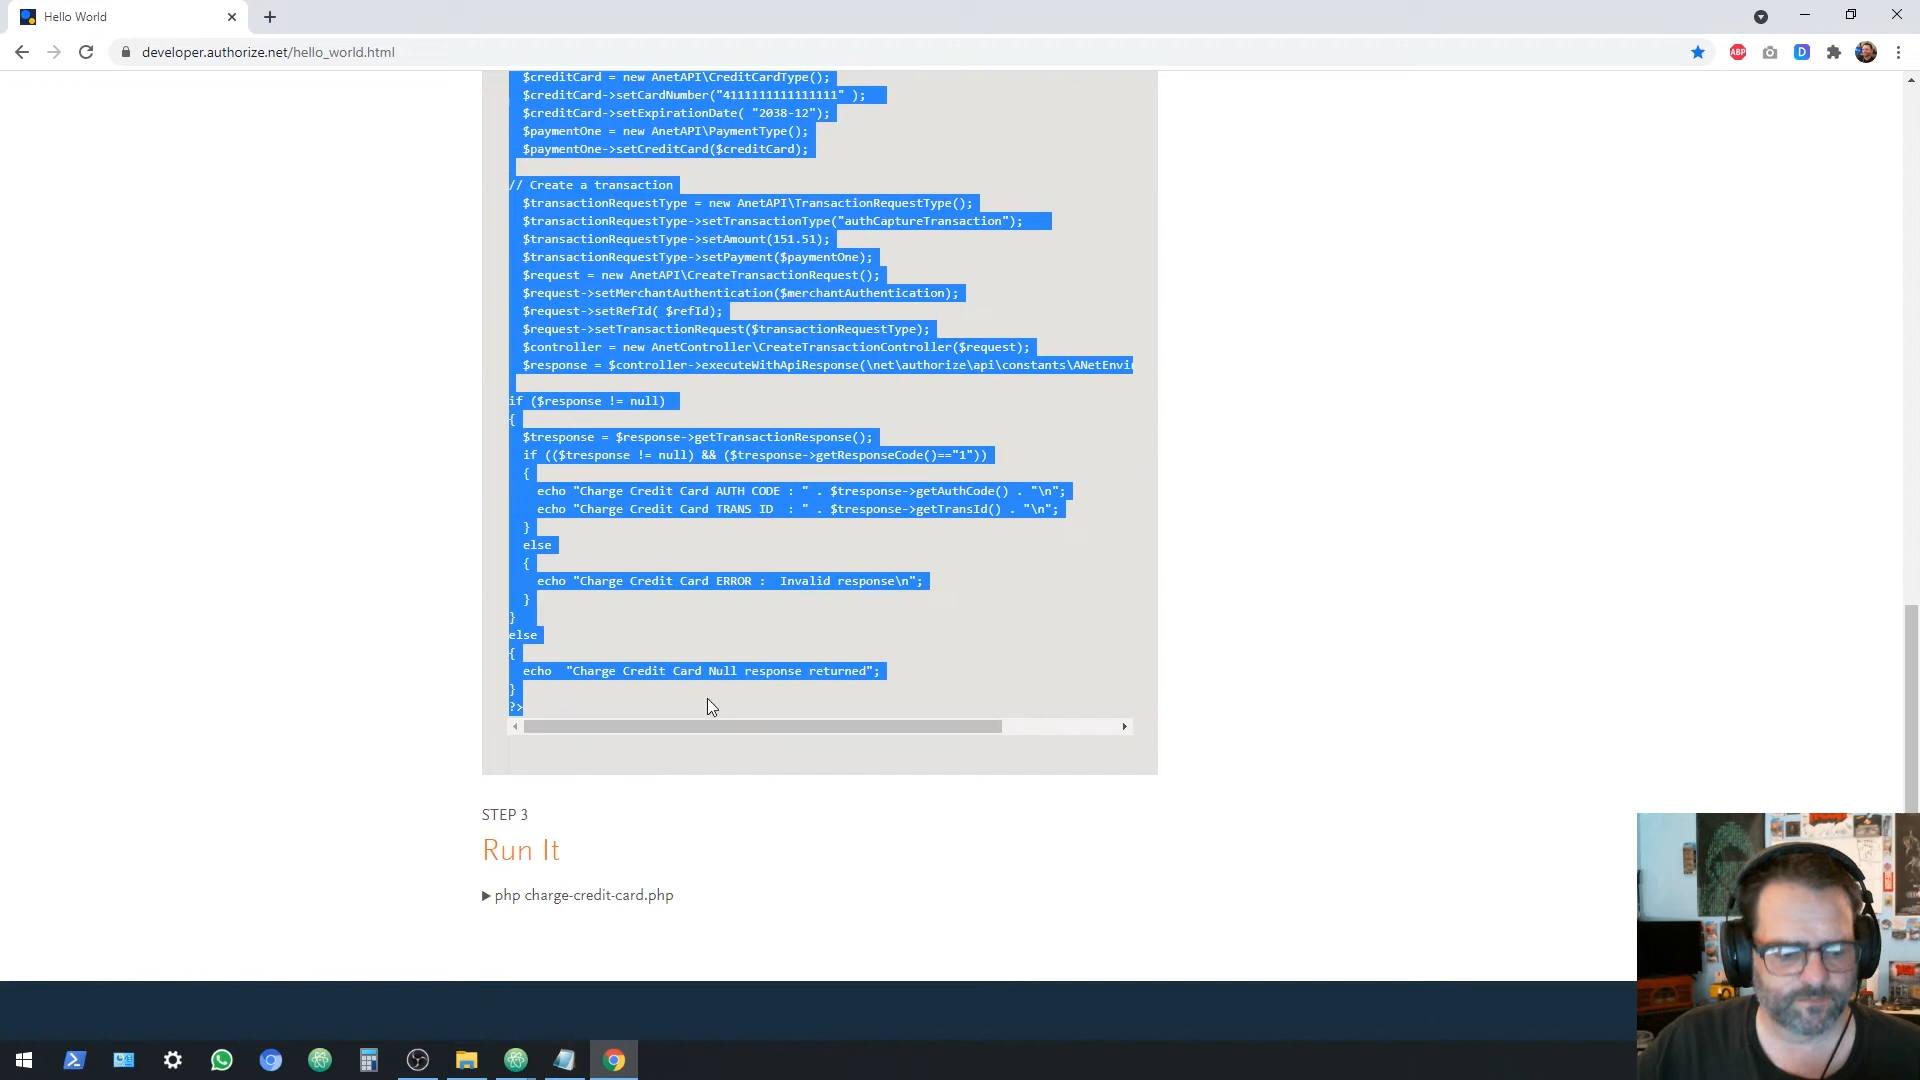 Hello World
developer.authorize.net/hello_world.html
ABP
D
$creditCard = new AnetAPI\CreditCardType();
$creditCard->setCardNumber("4111111111111111" );
$creditCard->setExpirationDate( "2038-12");
$paymentOne = new AnetAPI\PaymentType();
$paymentOne->setCreditCard($creditCard);
// Create a transaction
$transactionRequestType = new AnetAPI\TransactionRequestType();
$transactionRequestType->setTransactionType("authCaptureTransaction");
$transactionRequestType->setAmount(151.51);
$transactionRequestType->setPayment($paymentOne);
$request = new AnetAPI\CreateTransactionRequest();
$request->setMerchantAuthentication($merchantAuthentication);
$request->setRefId( $refId);
$request->setTransactionRequest($transactionRequestType);
$controller = new AnetController\CreateTransactionController($request);
$response = $controller->executeWithApiResponse(\net\authorize\api\constants\ANetEnvi
if ($response != null)
{
$tresponse = $response->getTransactionResponse();
if (($tresponse != null) && ($tresponse->getResponseCode()=="1"))
{
echo "Charge Credit Card AUTH CODE : " . $tresponse->getAuthCode() . "\n";
echo "Charge Credit Card TRANS ID  : " . $tresponse->getTransId() . "\n";
}
else
{
echo "Charge Credit Card ERROR :  Invalid response\n";
}
}
else
{
echo  "Charge Credit Card Null response returned";
}
?>
STEP 3
Run It
php charge-credit-card.php